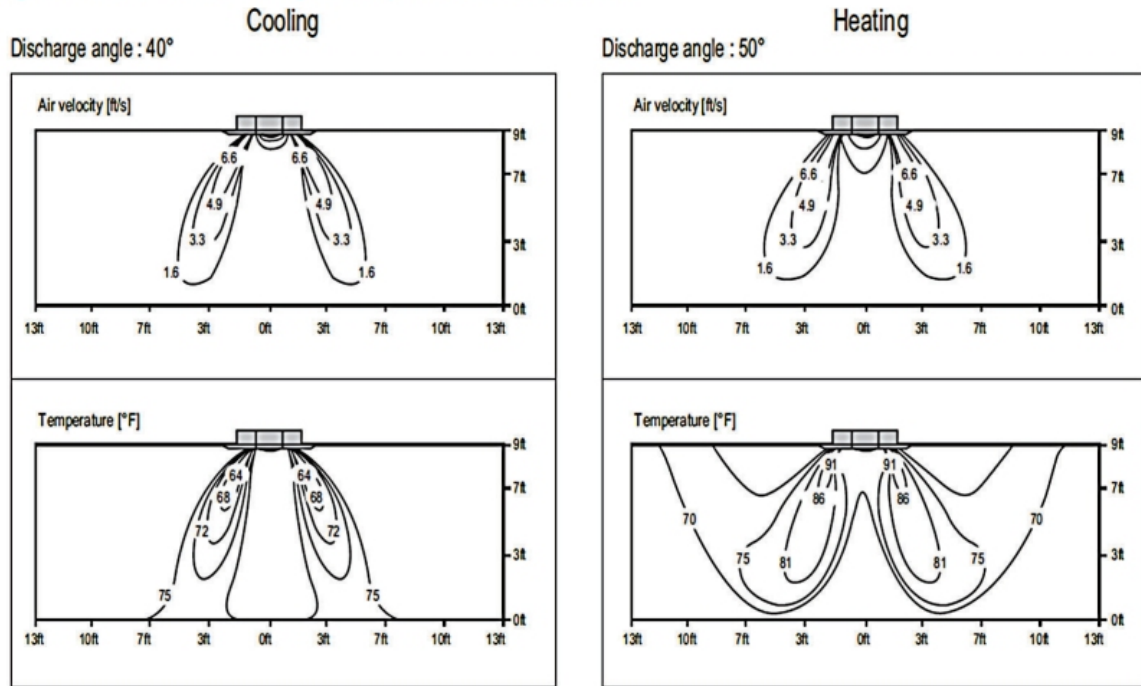 Cooling
Discharge angle : 40°
Air velocity [ft/s]
9ft
6.6 6.6
7ft
4.9 4.9
3.3 3.3
3ft
1.6 1.6
0ft
13ft 10ft 7ft 3ft 0ft 3ft 7ft 10ft 13ft
Temperature [°F]
9ft
64 64
7ft
68 68
72 72
3ft
75 75
0ft
13ft 10ft 7ft 3ft 0ft 3ft 7ft 10ft 13ft
Heating
Discharge angle : 50°
Air velocity [ft/s]
9ft
6.6 6.6
7ft
4.9 4.9
3.3 3.3
3ft
1.6 1.6
0ft
13ft 10ft 7ft 3ft 0ft 3ft 7ft 10ft 13ft
Temperature [°F]
9ft
91 91
86 86
7ft
70 70
75 75
3ft
81 81
0ft
13ft 10ft 7ft 3ft 0ft 3ft 7ft 10ft 13ft